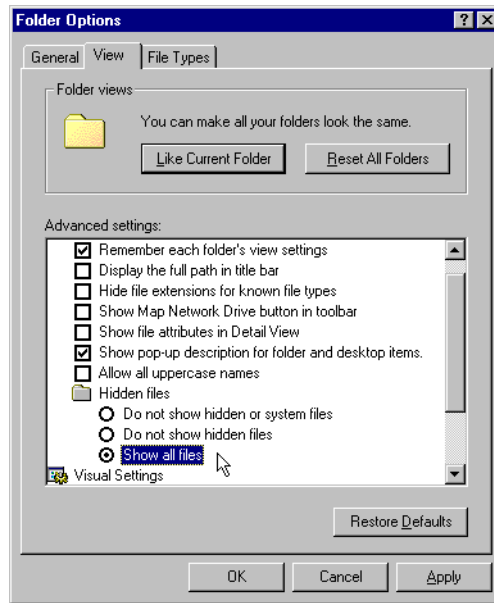 Folder Options
General View File Types
Folder views
You can make all your folders look the same.
Like Current Folder Reset All Folders
Advanced settings:
Remember each folder's view settings
Display the full path in title bar
Hide file extensions for known file types
Show Map Network Drive button in toolbar
Show file attributes in Detail View
Show pop-up description for folder and desktop items.
Allow all uppercase names
Hidden files
Do not show hidden or system files
Do not show hidden files
Show all files
Visual Settings
Restore Defaults
OK Cancel Apply